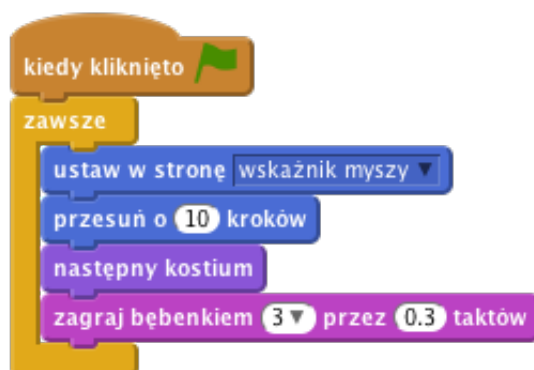 kiedy kliknięto
zawsze
ustaw w stronę wskaźnik myszy
przesuń o 10 kroków
następny kostium
zagraj bębenkiem 3 przez 0.3 taktów